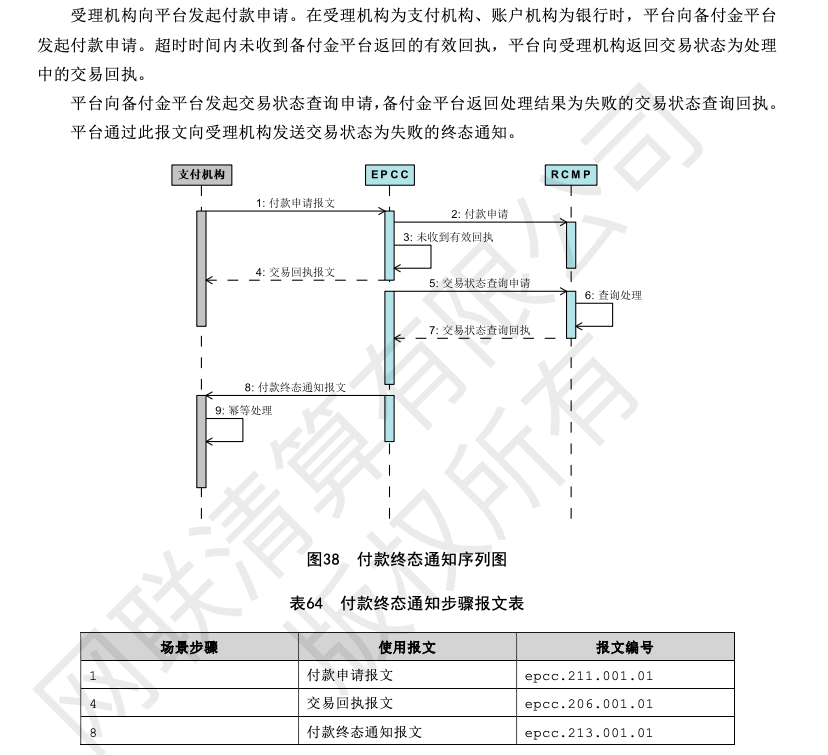 受理机构向平台发起付款申请。在受理机构为支付机构、账户机构为银行时，平台向备付金平台
发起付款申请。超时时间内未收到备付金平台返回的有效回执，平台向受理机构返回交易状态为处理
中的交易回执。
平台向备付金平台发起交易状态查询申请，备付金平台返回处理结果为失败的交易状态查询回执。
平台通过此报文向受理机构发送交易状态为失败的终态通知。
支付机构 EPCC RCMP
1: 付款申请报文
2: 付款申请
3: 未收到有效回执
4: 交易回执报文
5: 交易状态查询申请
6: 查询处理
7: 交易状态查询回执
8: 付款终态通知报文
9: 幂等处理
图38 付款终态通知序列图
表64 付款终态通知步骤报文表
场景步骤 使用报文 报文编号
1 付款申请报文 epcc.211.001.01
4 交易回执报文 epcc.206.001.01
8 付款终态通知报文 epcc.213.001.01
网联清算有限公司
版权所有